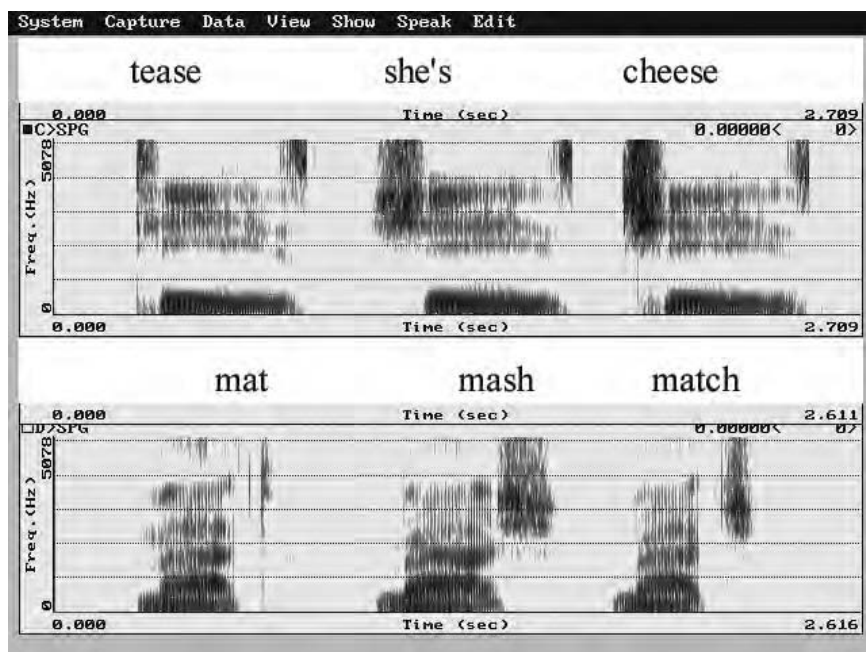 System Capture Data View Show Speak Edit
tease she's cheese
0.000 Time (sec) 2.709
■C>SPG 0.00000< 0>
5078
Freq.(Hz)
0
0.000 Time (sec) 2.709
mat mash match
0.000 Time (sec) 2.611
□D>SPG 0.00000< 0>
5078
Freq.(Hz)
0
0.000 Time (sec) 2.616